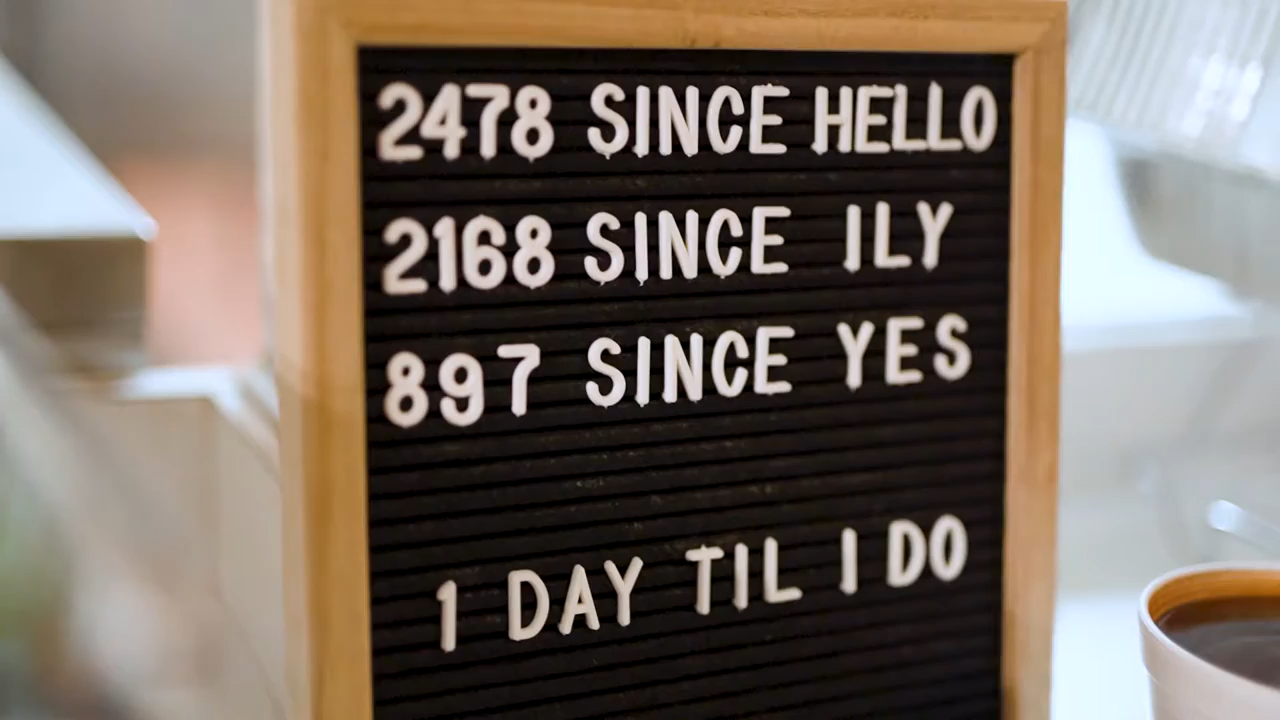 2478 SINCE HELLO
2168 SINCE ILY
897 SINCE YES
1 DAY TIL I DO